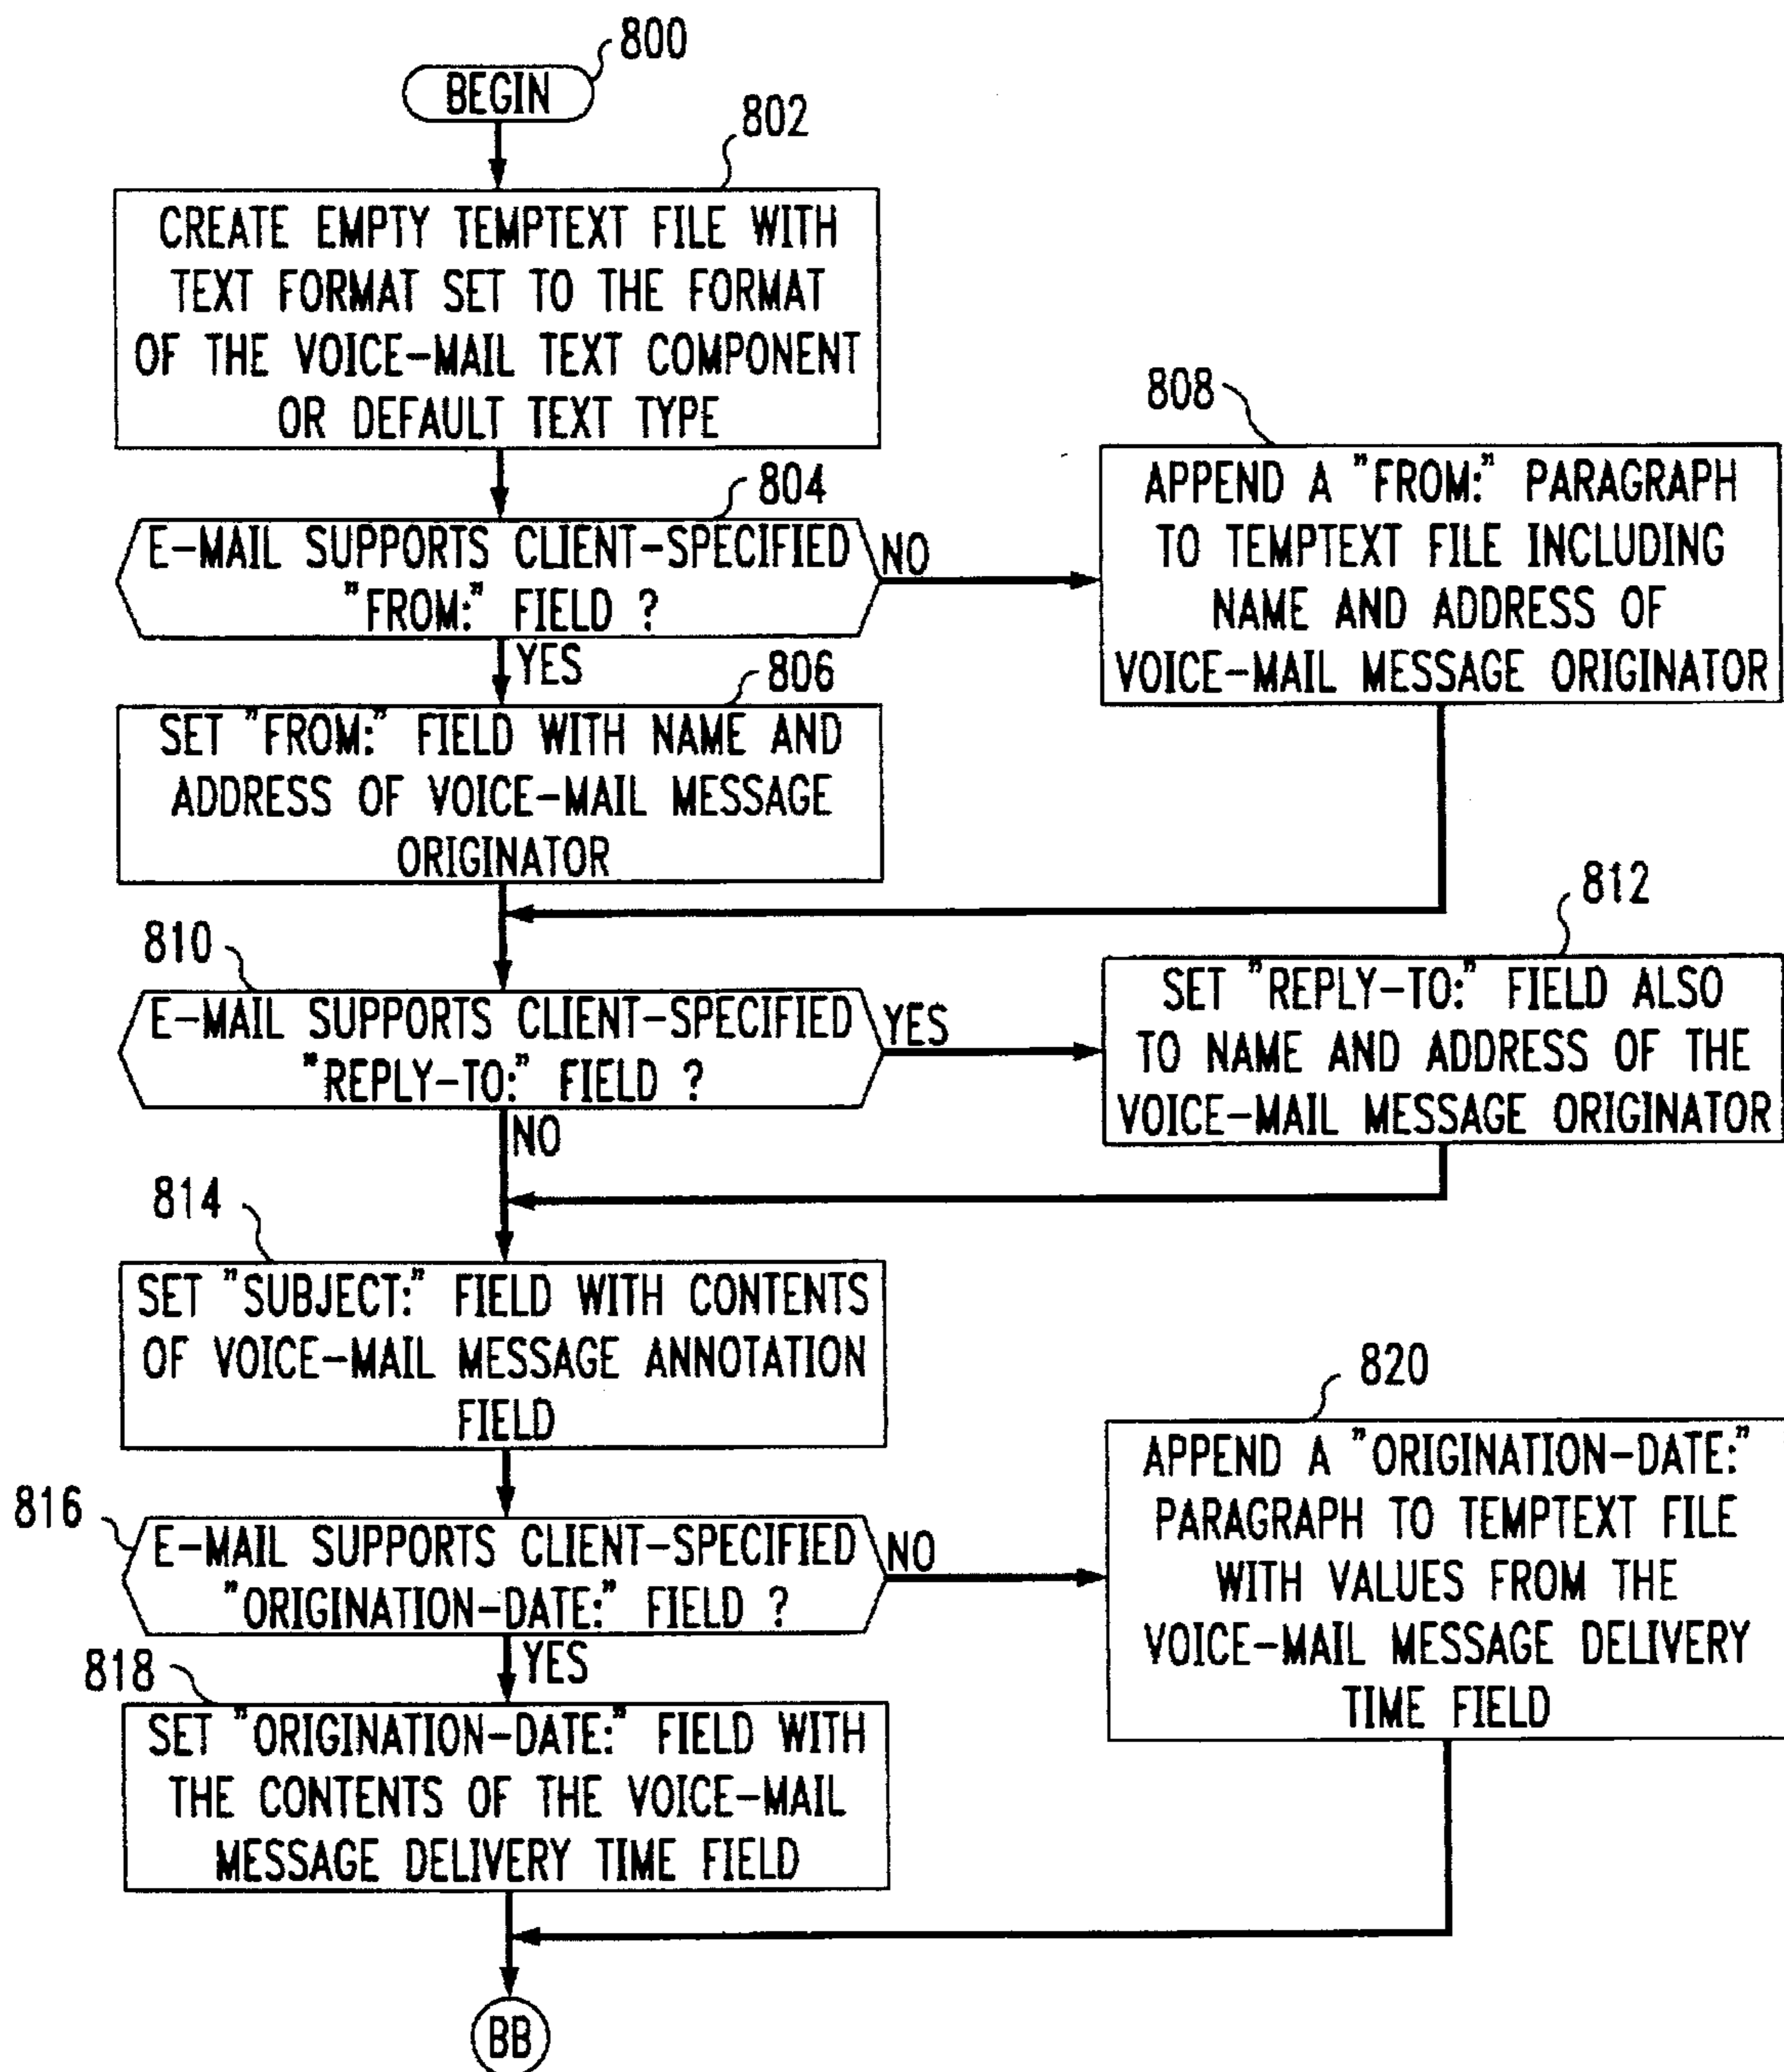 800
BEGIN
802
CREATE EMPTY TEMPTEXT FILE WITH
TEXT FORMAT SET TO THE FORMAT
OF THE VOICE-MAIL TEXT COMPONENT
OR DEFAULT TEXT TYPE
804
E-MAIL SUPPORTS CLIENT-SPECIFIED
"FROM:" FIELD ?
NO
YES
808
APPEND A "FROM:" PARAGRAPH
TO TEMPTEXT FILE INCLUDING
NAME AND ADDRESS OF
VOICE-MAIL MESSAGE ORIGINATOR
806
SET "FROM:" FIELD WITH NAME AND
ADDRESS OF VOICE-MAIL MESSAGE
ORIGINATOR
810
E-MAIL SUPPORTS CLIENT-SPECIFIED
"REPLY-TO:" FIELD ?
YES
NO
812
SET "REPLY-TO:" FIELD ALSO
TO NAME AND ADDRESS OF THE
VOICE-MAIL MESSAGE ORIGINATOR
814
SET "SUBJECT:" FIELD WITH CONTENTS
OF VOICE-MAIL MESSAGE ANNOTATION
FIELD
816
E-MAIL SUPPORTS CLIENT-SPECIFIED
"ORIGINATION-DATE:" FIELD ?
NO
YES
820
APPEND A "ORIGINATION-DATE:"
PARAGRAPH TO TEMPTEXT FILE
WITH VALUES FROM THE
VOICE-MAIL MESSAGE DELIVERY
TIME FIELD
818
SET "ORIGINATION-DATE:" FIELD WITH
THE CONTENTS OF THE VOICE-MAIL
MESSAGE DELIVERY TIME FIELD
BB